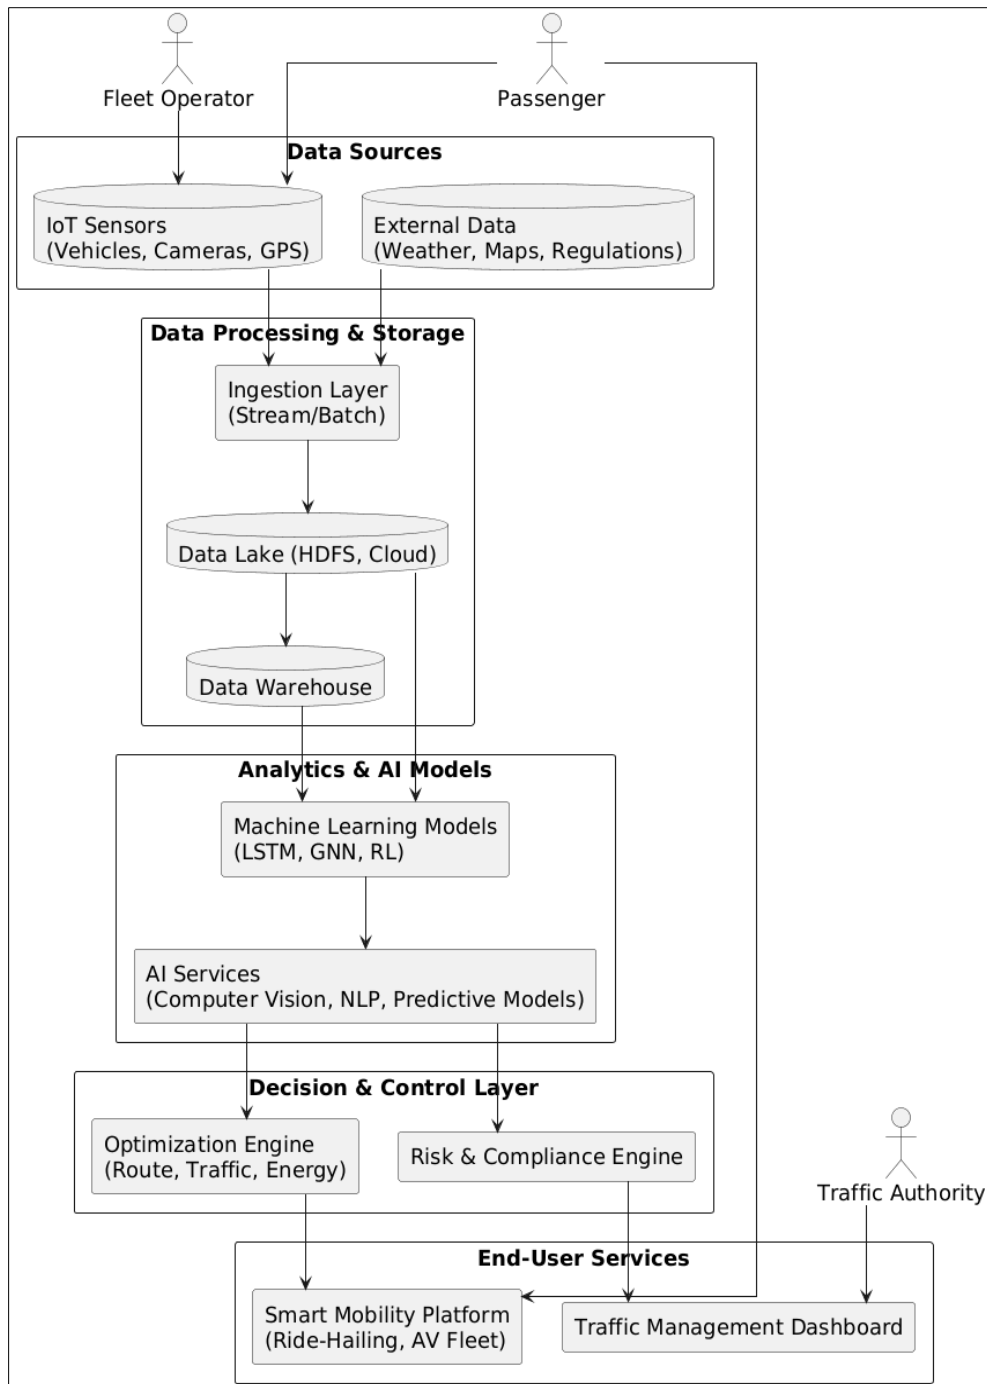 Fleet Operator
Passenger
Data Sources
IoT Sensors
(Vehicles, Cameras, GPS)
External Data
(Weather, Maps, Regulations)
Data Processing & Storage
Ingestion Layer
(Stream/Batch)
Data Lake (HDFS, Cloud)
Data Warehouse
Analytics & AI Models
Machine Learning Models
(LSTM, GNN, RL)
AI Services
(Computer Vision, NLP, Predictive Models)
Decision & Control Layer
Optimization Engine
(Route, Traffic, Energy)
Risk & Compliance Engine
Traffic Authority
End-User Services
Smart Mobility Platform
(Ride-Hailing, AV Fleet)
Traffic Management Dashboard